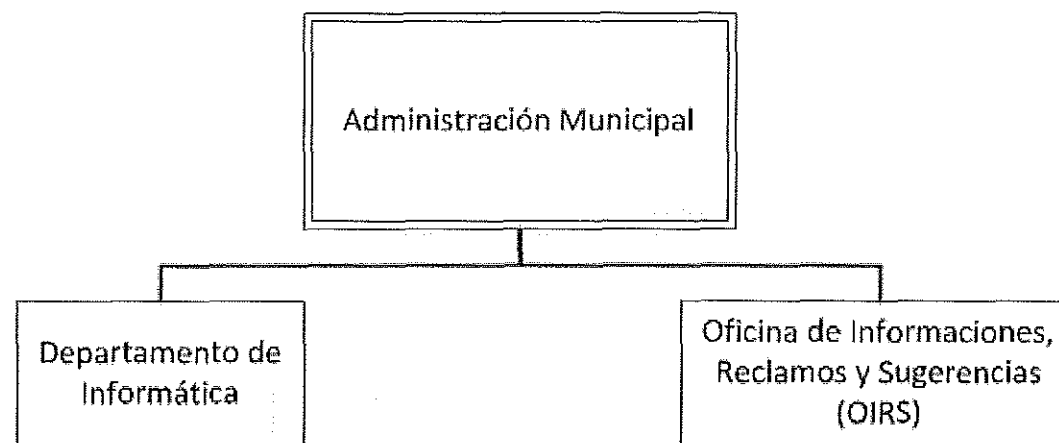 Administración Municipal
Departamento de
Informática
Oficina de Informaciones,
Reclamos y Sugerencias
(OIRS)